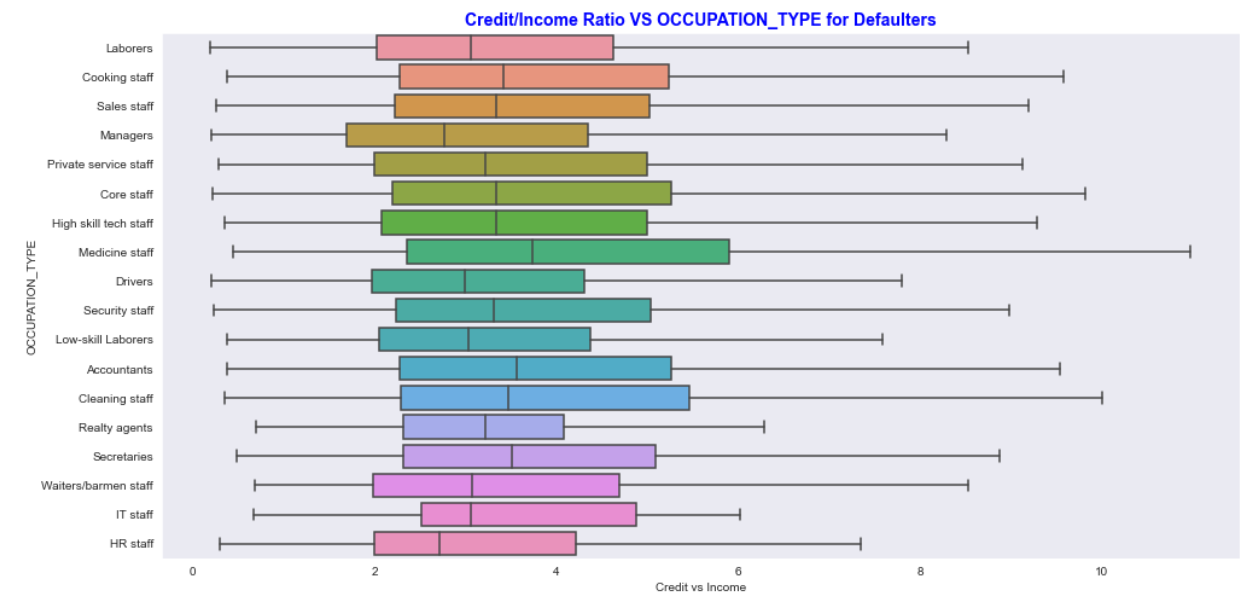 Credit/Income Ratio VS OCCUPATION_TYPE for Defaulters
OCCUPATION_TYPE
Laborers
Cooking staff
Sales staff
Managers
Private service staff
Core staff
High skill tech staff
Medicine staff
Drivers
Security staff
Low-skill Laborers
Accountants
Cleaning staff
Realty agents
Secretaries
Waiters/barmen staff
IT staff
HR staff
0 2 4 6 8 10
Credit vs Income